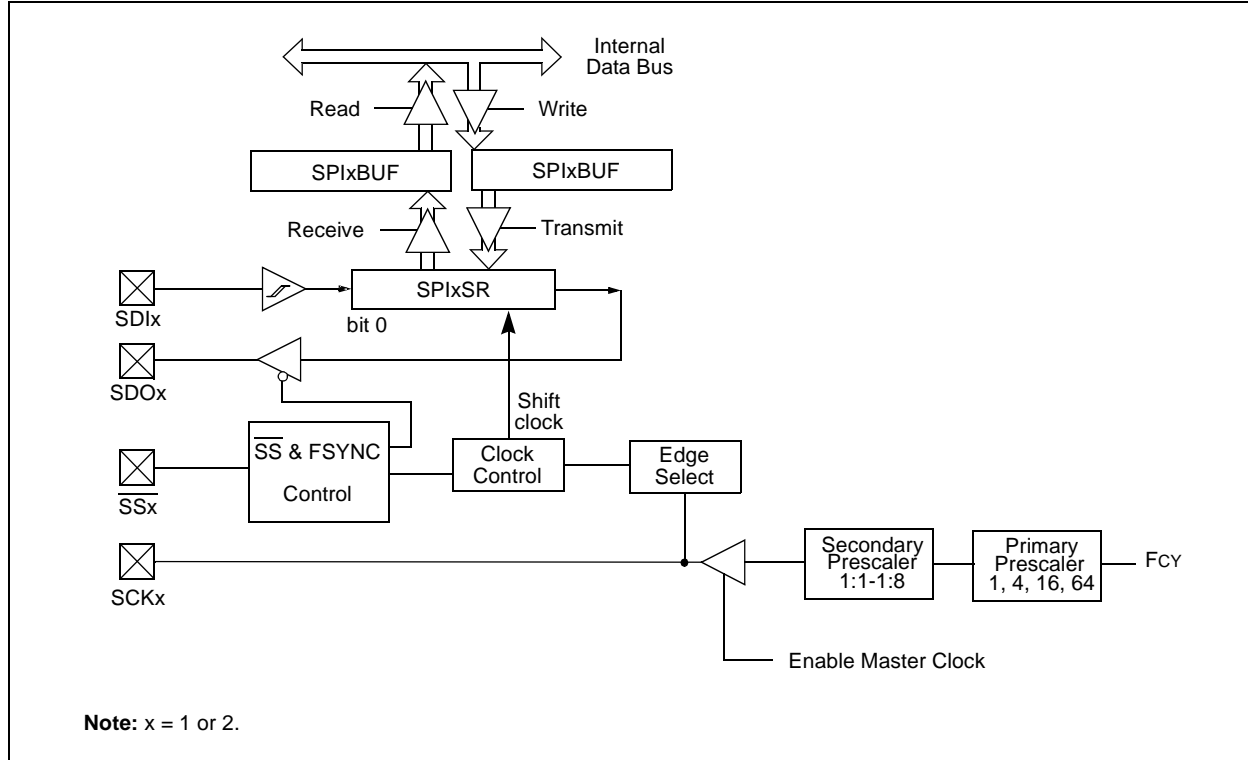 Internal
Data Bus
Read
Write
SPIxBUF
SPIxBUF
Receive
Transmit
SPIxSR
SDIx
bit 0
SDOx
Shift
clock
SS & FSYNC
Control
Clock
Control
Edge
Select
SSx
SCKx
Secondary
Prescaler
1:1-1:8
Primary
Prescaler
1, 4, 16, 64
FCY
Enable Master Clock
Note: x = 1 or 2.